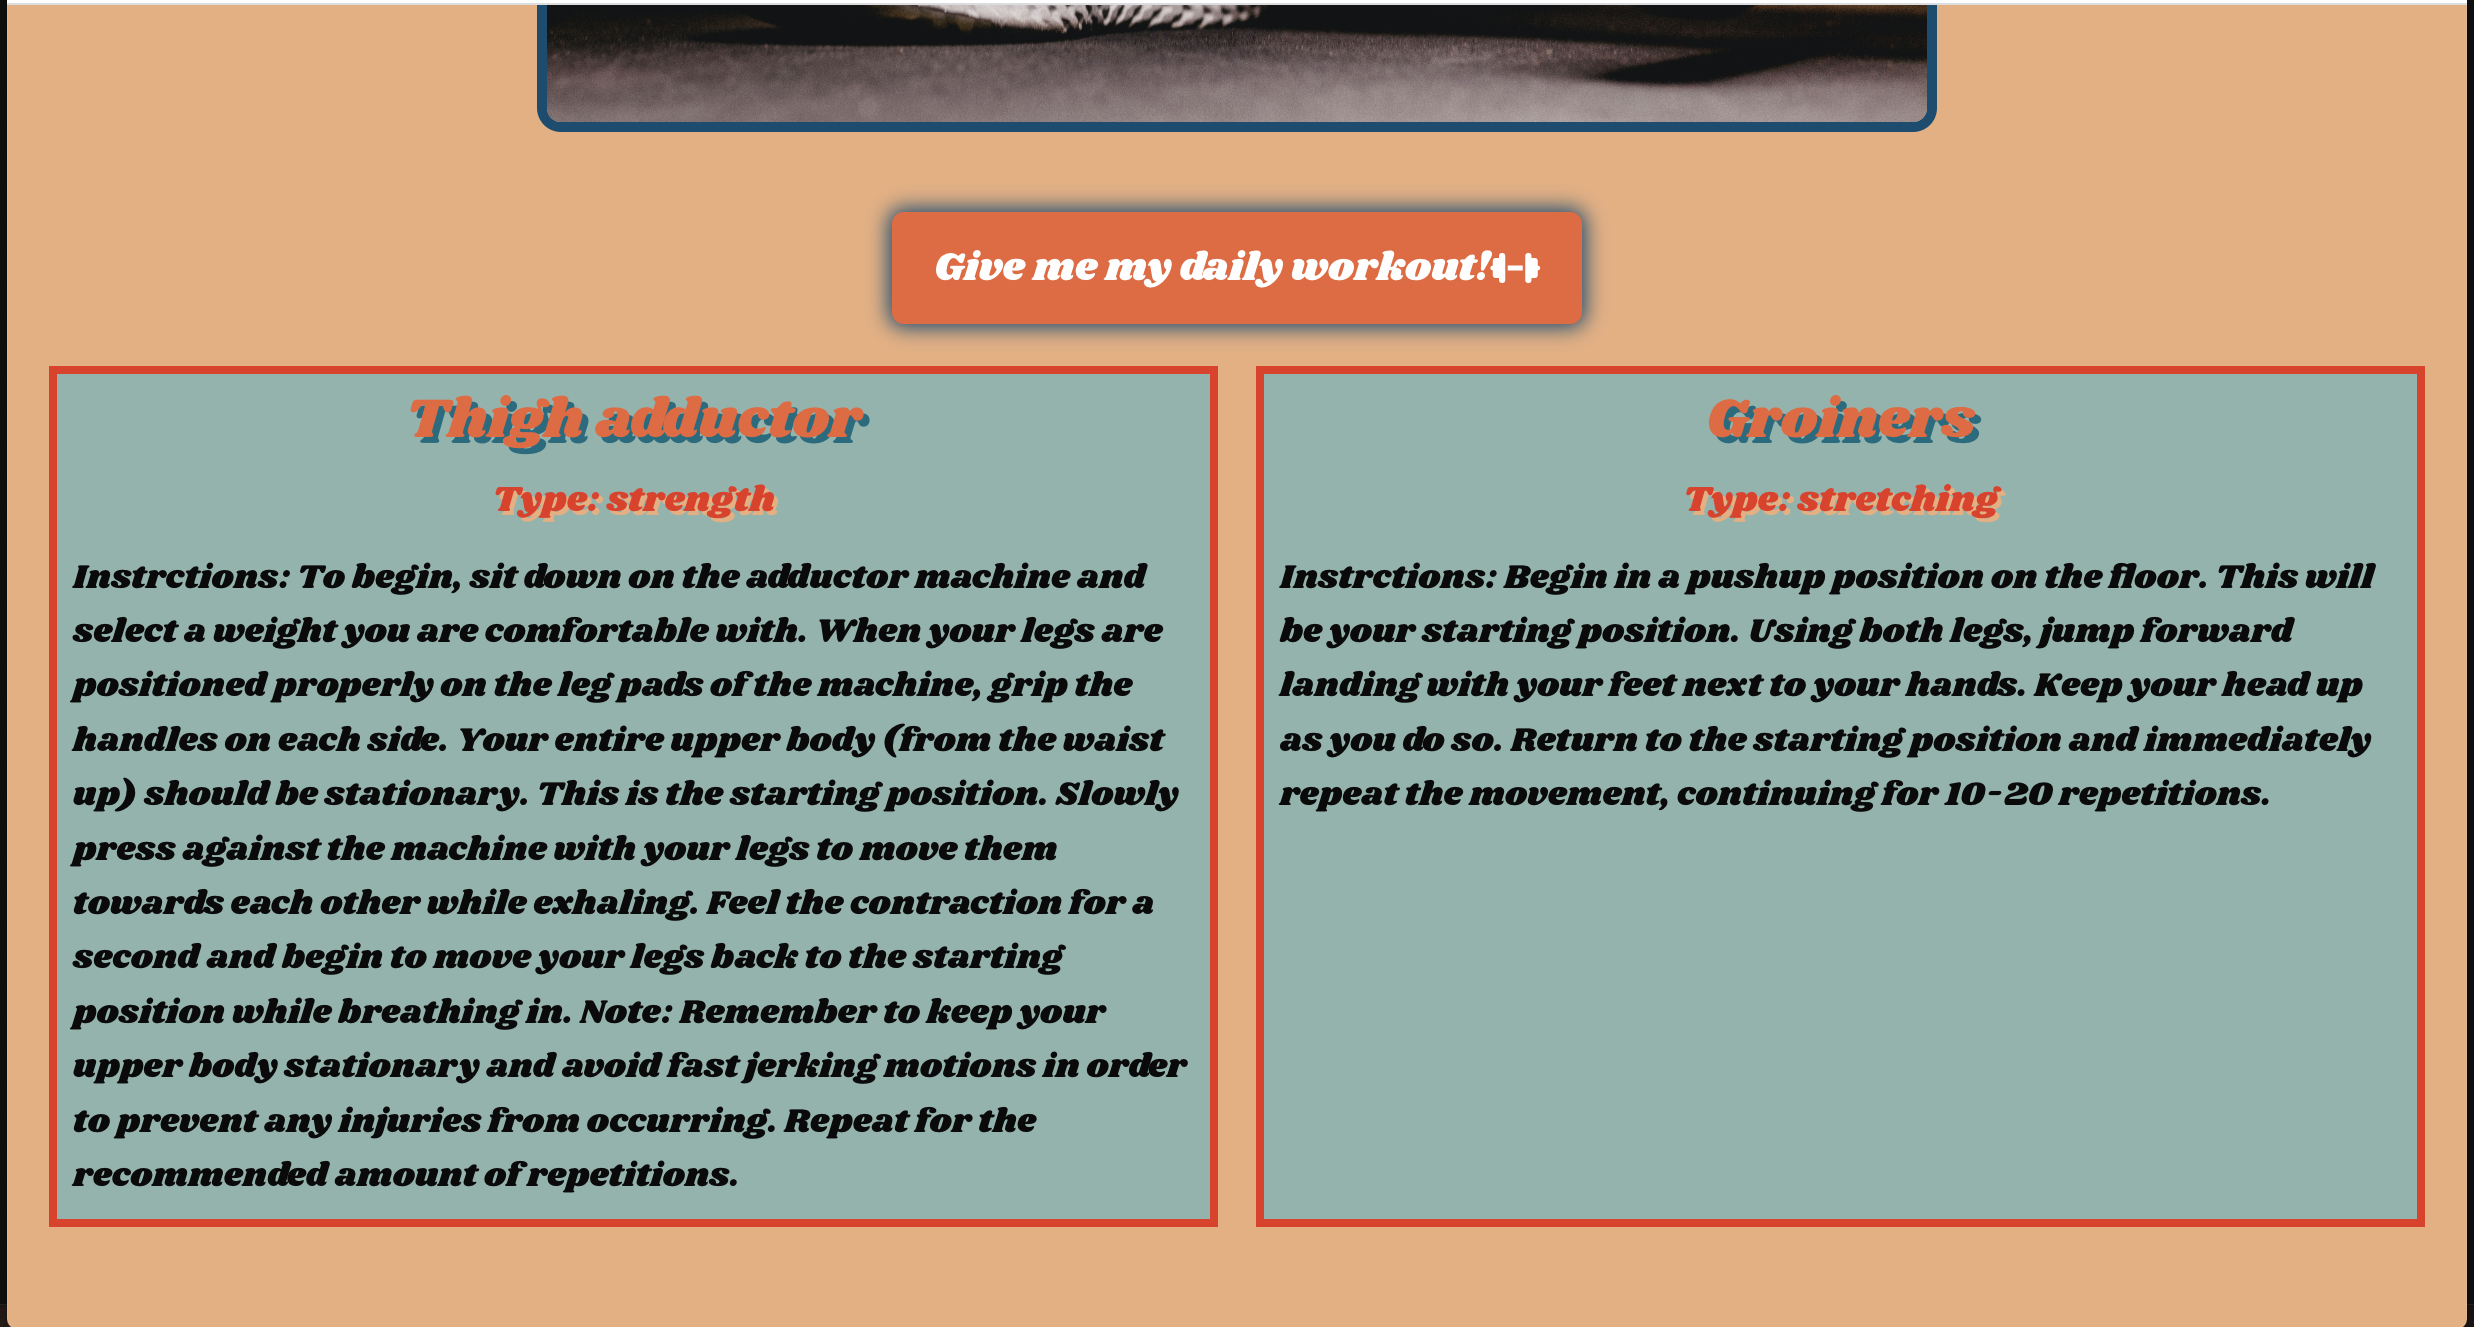 Give me my daily workout!
Thigh adductor
Type: strength
Instrctions: To begin, sit down on the adductor machine and
select a weight you are comfortable with. When your legs are
positioned properly on the leg pads of the machine, grip the
handles on each side. Your entire upper body (from the waist
up) should be stationary. This is the starting position. Slowly
press against the machine with your legs to move them
towards each other while exhaling. Feel the contraction for a
second and begin to move your legs back to the starting
position while breathing in. Note: Remember to keep your
upper body stationary and avoid fast jerking motions in order
to prevent any injuries from occurring. Repeat for the
recommended amount of repetitions.
Groiners
Type: stretching
Instrctions: Begin in a pushup position on the floor. This will
be your starting position. Using both legs, jump forward
landing with your feet next to your hands. Keep your head up
as you do so. Return to the starting position and immediately
repeat the movement, continuing for 10-20 repetitions.